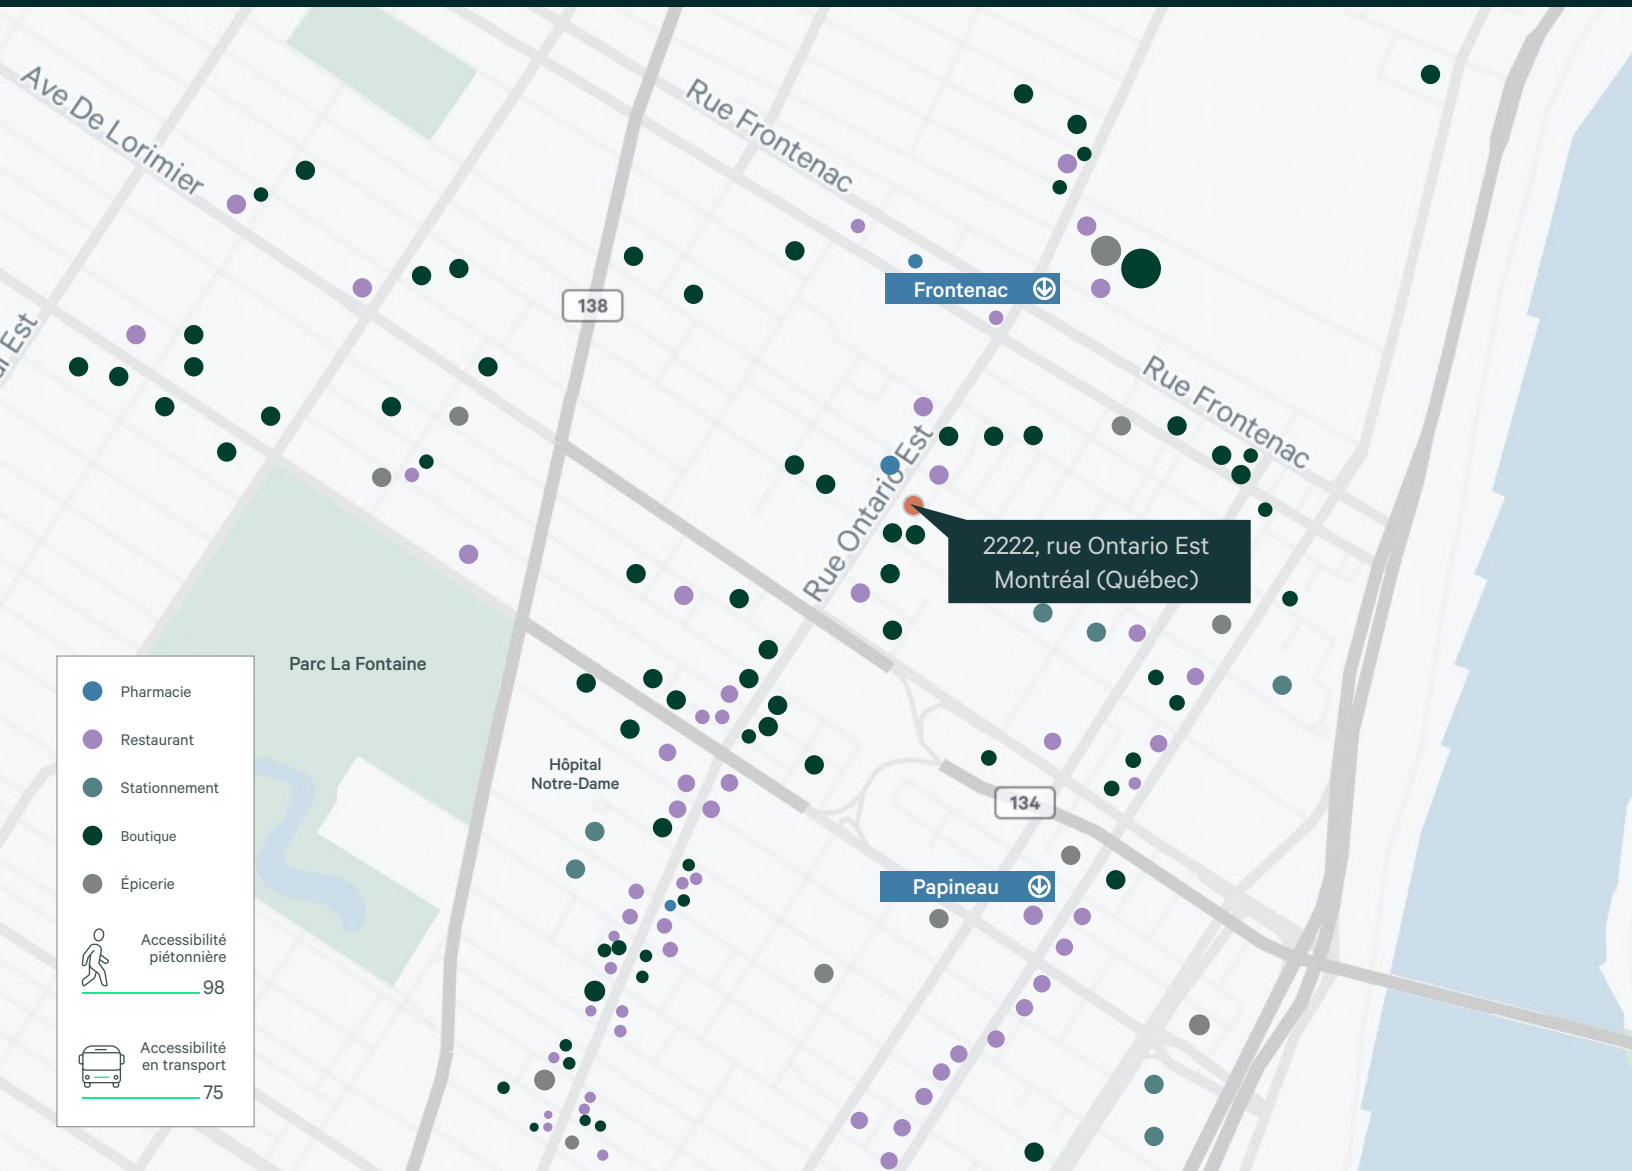 Ave De Lorimier
Rue Frontenac
138
Frontenac
Rue Frontenac
Rue Ontario Est
2222, rue Ontario Est
Montréal (Québec)
Est
Parc La Fontaine
Hôpital
Notre-Dame
134
Papineau
Pharmacie
Restaurant
Stationnement
Boutique
Épicerie
Accessibilité
piétonnière
98
Accessibilité
en transport
75